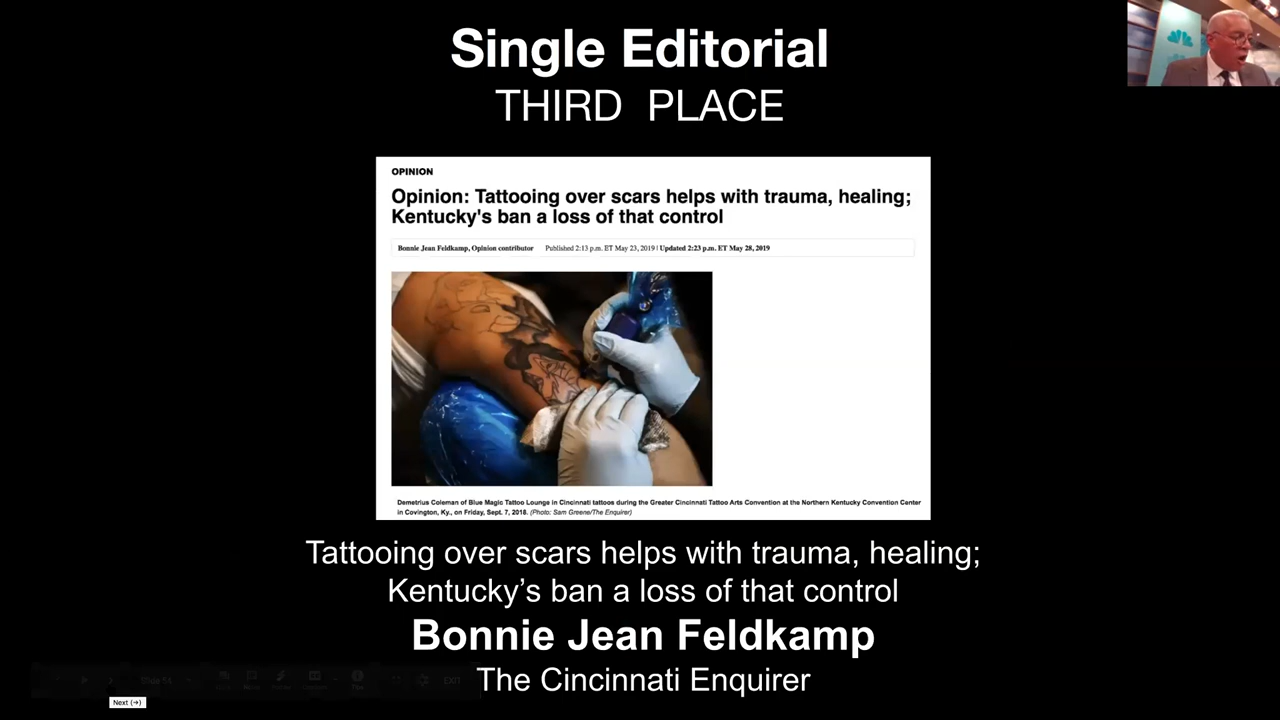 Single Editorial
THIRD PLACE
OPINION
Opinion: Tattooing over scars helps with trauma, healing;
Kentucky's ban a loss of that control
Bonnie Jean Feldkamp, Opinion contributor Published 2:13 p.m. ET May 23, 2019 | Updated 2:23 p.m. ET May 28, 2019
Demetrius Coleman of Blue Magic Tattoo Lounge in Cincinnati tattoos during the Greater Cincinnati Tattoo Arts Convention at the Northern Kentucky Convention Center
in Covington, Ky., on Friday, Sept. 7, 2018. (Photo: Sam Greene/The Enquirer)
Tattooing over scars helps with trauma, healing;
Kentucky’s ban a loss of that control
Bonnie Jean Feldkamp
The Cincinnati Enquirer
EXIT
Next (→)